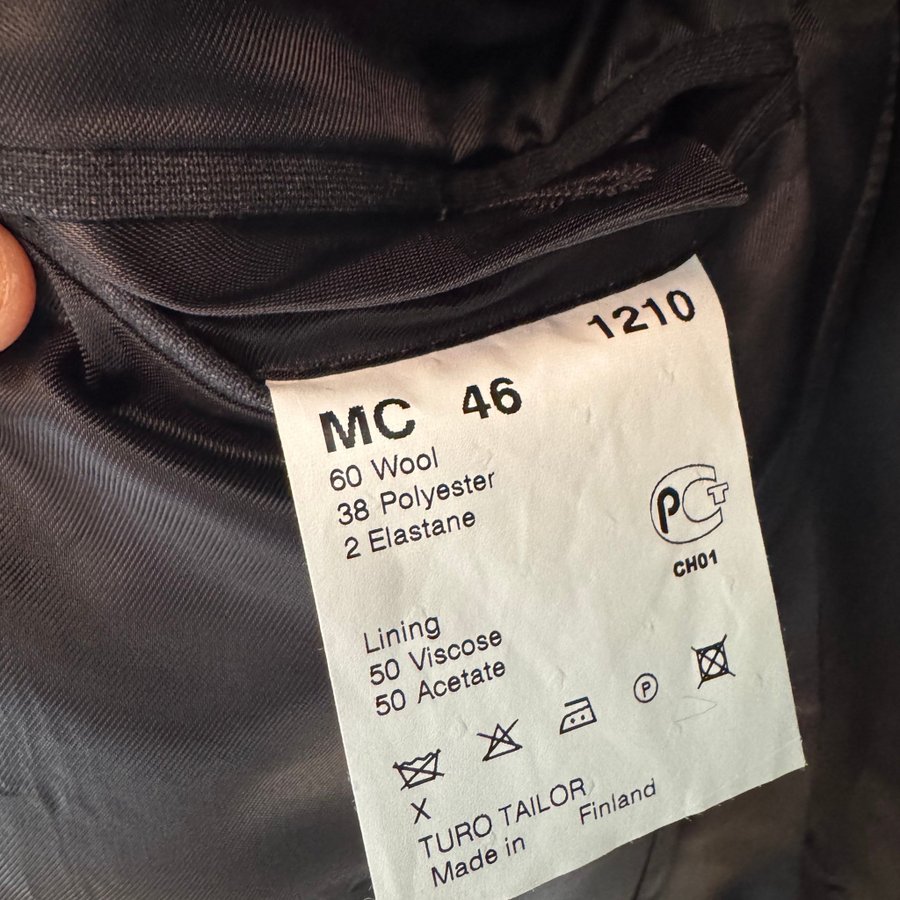 1210
MC 46
60 Wool
38 Polyester
2 Elastane
PCT
CH01
Lining
50 Viscose
50 Acetate
P
X
TURO TAILOR
Made in Finland